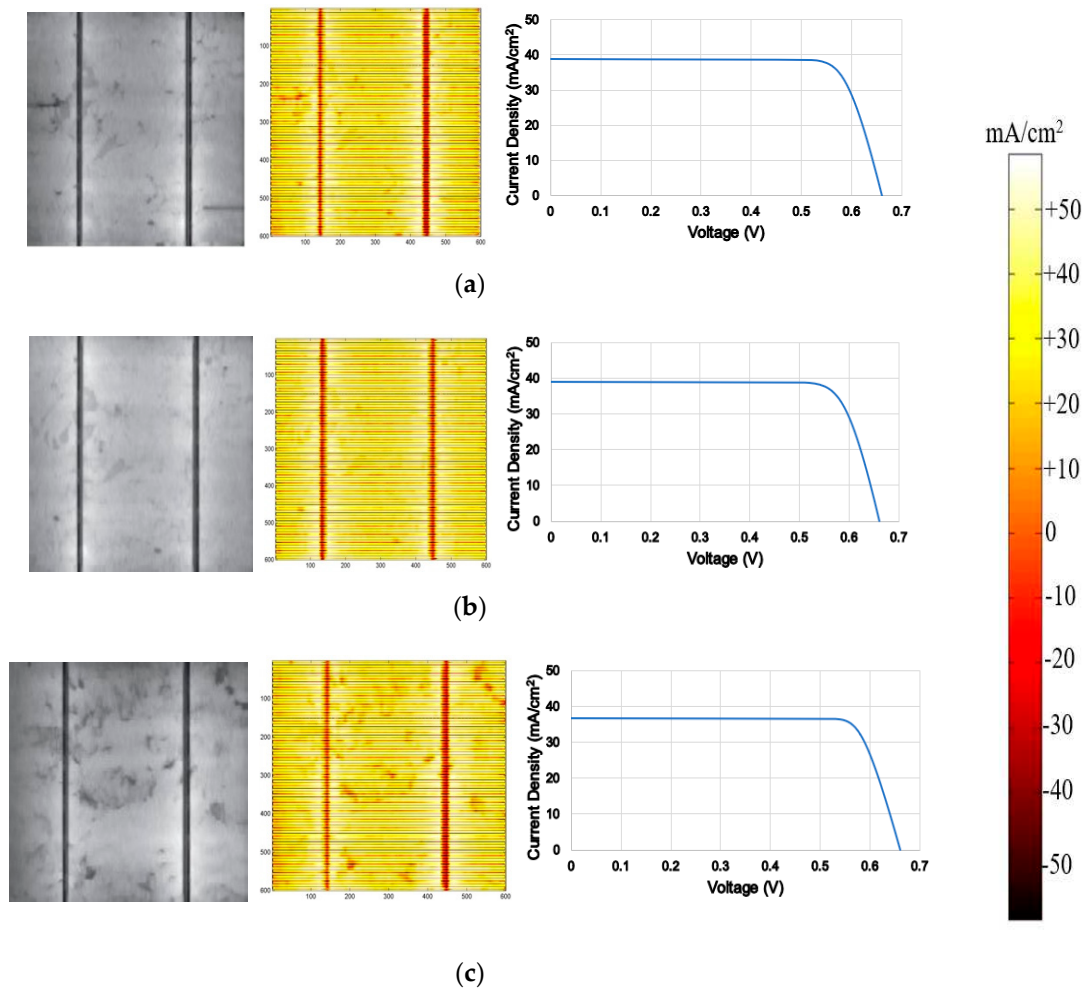 100
200
300
400
500
600
100 200 300 400 500 600
50
40
30
20
10
0
Current Density (mA/cm²)
0 0.1 0.2 0.3 0.4 0.5 0.6 0.7
Voltage (V)
(a)
100
200
300
400
500
600
100 200 300 400 500 600
50
40
30
20
10
0
Current Density (mA/cm²)
0 0.1 0.2 0.3 0.4 0.5 0.6 0.7
Voltage (V)
(b)
100
200
300
400
500
600
100 200 300 400 500 600
50
40
30
20
10
0
Current Density (mA/cm²)
0 0.1 0.2 0.3 0.4 0.5 0.6 0.7
Voltage (V)
(c)
mA/cm²
+50
+40
+30
+20
+10
0
-10
-20
-30
-40
-50